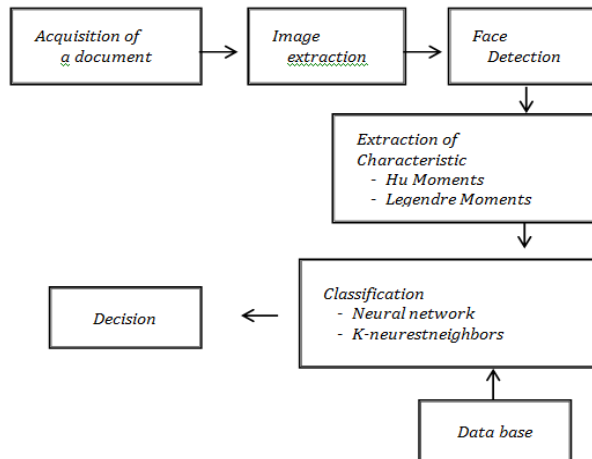 Acquisition of
a document
Image
extraction
Face
Detection
Extraction of
Characteristic
- Hu Moments
- Legendre Moments
Classification
- Neural network
- K-neurestneighbors
Decision
Data base